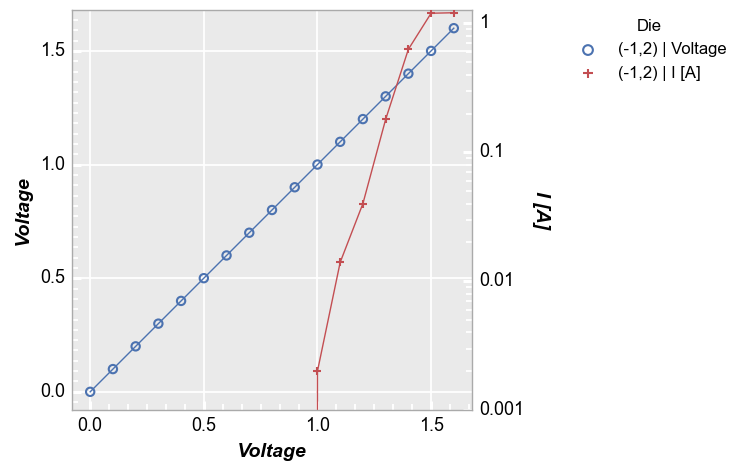 Die
(-1,2) | Voltage
(-1,2) | I [A]
1.5
1.0
0.5
0.0
Voltage
1
0.1
0.01
0.001
I [A]
0.0
0.5
1.0
1.5
Voltage